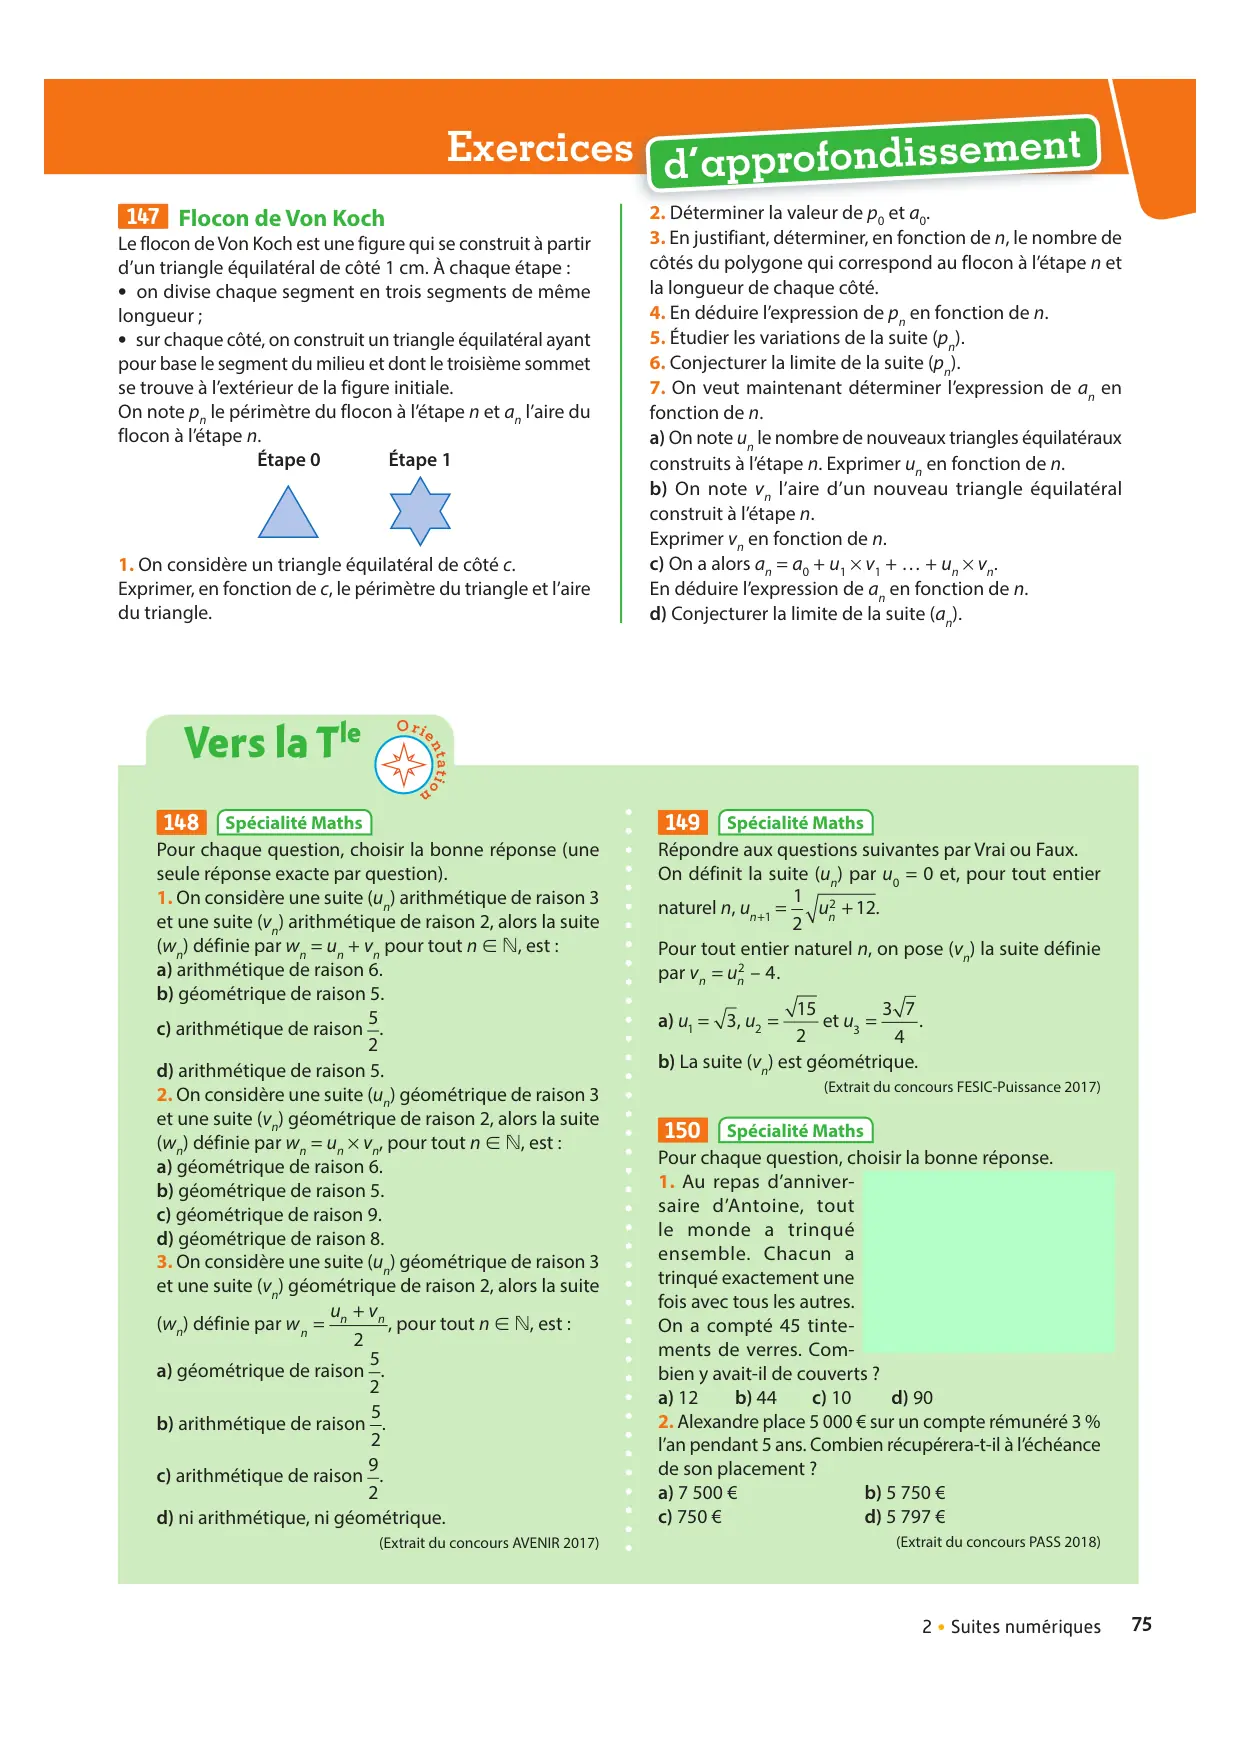 Exercices d'approfondissement
147 Flocon de Von Koch
Le flocon de Von Koch est une figure qui se construit à partir
d'un triangle équilatéral de côté 1 cm. À chaque étape :
• on divise chaque segment en trois segments de même
longueur ;
• sur chaque côté, on construit un triangle équilatéral ayant
pour base le segment du milieu et dont le troisième sommet
se trouve à l'extérieur de la figure initiale.
On note pₙ le périmètre du flocon à l'étape n et aₙ l'aire du
flocon à l'étape n.
Étape 0 Étape 1
1. On considère un triangle équilatéral de côté c.
Exprimer, en fonction de c, le périmètre du triangle et l'aire
du triangle.
2. Déterminer la valeur de p₀ et a₀.
3. En justifiant, déterminer, en fonction de n, le nombre de
côtés du polygone qui correspond au flocon à l'étape n et
la longueur de chaque côté.
4. En déduire l'expression de pₙ en fonction de n.
5. Étudier les variations de la suite (pₙ).
6. Conjecturer la limite de la suite (pₙ).
7. On veut maintenant déterminer l'expression de aₙ en
fonction de n.
a) On note uₙ le nombre de nouveaux triangles équilatéraux
construits à l'étape n. Exprimer uₙ en fonction de n.
b) On note vₙ l'aire d'un nouveau triangle équilatéral
construit à l'étape n.
Exprimer vₙ en fonction de n.
c) On a alors aₙ = a₀ + u₁ × v₁ + … + uₙ × vₙ.
En déduire l'expression de aₙ en fonction de n.
d) Conjecturer la limite de la suite (aₙ).
Vers la Tle
Orientation
148 Spécialité Maths
Pour chaque question, choisir la bonne réponse (une
seule réponse exacte par question).
1. On considère une suite (uₙ) arithmétique de raison 3
et une suite (vₙ) arithmétique de raison 2, alors la suite
(wₙ) définie par wₙ = uₙ + vₙ pour tout n ∈ ℕ, est :
a) arithmétique de raison 6.
b) géométrique de raison 5.
c) arithmétique de raison 5/2.
d) arithmétique de raison 5.
2. On considère une suite (uₙ) géométrique de raison 3
et une suite (vₙ) géométrique de raison 2, alors la suite
(wₙ) définie par wₙ = uₙ × vₙ, pour tout n ∈ ℕ, est :
a) géométrique de raison 6.
b) géométrique de raison 5.
c) géométrique de raison 9.
d) géométrique de raison 8.
3. On considère une suite (uₙ) géométrique de raison 3
et une suite (vₙ) géométrique de raison 2, alors la suite
(wₙ) définie par wₙ = (uₙ + vₙ)/2, pour tout n ∈ ℕ, est :
a) géométrique de raison 5/2.
b) arithmétique de raison 5/2.
c) arithmétique de raison 9/2.
d) ni arithmétique, ni géométrique.
(Extrait du concours AVENIR 2017)
149 Spécialité Maths
Répondre aux questions suivantes par Vrai ou Faux.
On définit la suite (uₙ) par u₀ = 0 et, pour tout entier
naturel n, uₙ₊₁ = 1/2 √(uₙ² + 12).
Pour tout entier naturel n, on pose (vₙ) la suite définie
par vₙ = uₙ² – 4.
a) u₁ = √3, u₂ = √15/2 et u₃ = 3√7/4.
b) La suite (vₙ) est géométrique.
(Extrait du concours FESIC-Puissance 2017)
150 Spécialité Maths
Pour chaque question, choisir la bonne réponse.
1. Au repas d'anniver-
saire d'Antoine, tout
le monde a trinqué
ensemble. Chacun a
trinqué exactement une
fois avec tous les autres.
On a compté 45 tinte-
ments de verres. Com-
bien y avait-il de couverts ?
a) 12 b) 44 c) 10 d) 90
2. Alexandre place 5 000 € sur un compte rémunéré 3 %
l'an pendant 5 ans. Combien récupérera-t-il à l'échéance
de son placement ?
a) 7 500 € b) 5 750 €
c) 750 € d) 5 797 €
(Extrait du concours PASS 2018)
2 • Suites numériques 75